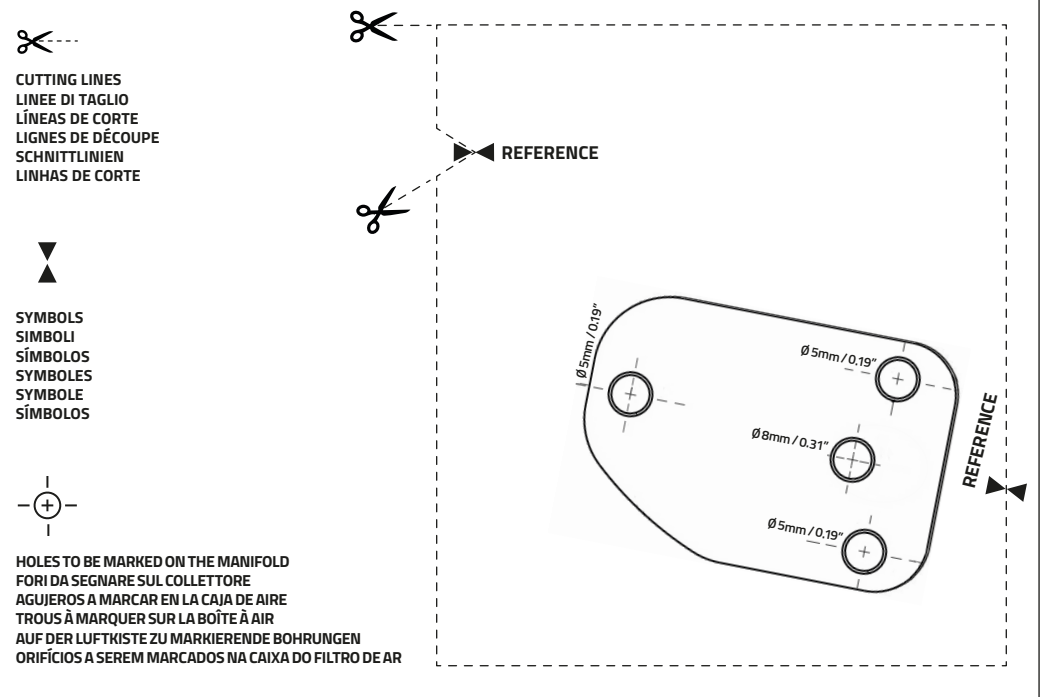 CUTTING LINES
LINEE DI TAGLIO
LÍNEAS DE CORTE
LIGNES DE DÉCOUPE
SCHNITTLINIEN
LINHAS DE CORTE
SYMBOLS
SIMBOLI
SÍMBOLOS
SYMBOLES
SYMBOLE
SÍMBOLOS
HOLES TO BE MARKED ON THE MANIFOLD
FORI DA SEGNARE SUL COLLETTORE
AGUJEROS A MARCAR EN LA CAJA DE AIRE
TROUS À MARQUER SUR LA BOÎTE À AIR
AUF DER LUFTKISTE ZU MARKIERENDE BOHRUNGEN
ORIFÍCIOS A SEREM MARCADOS NA CAIXA DO FILTRO DE AR
REFERENCE
Ø 5mm / 0.19"
Ø 5mm / 0.19"
Ø 8mm / 0.31"
Ø 5mm / 0.19"
REFERENCE